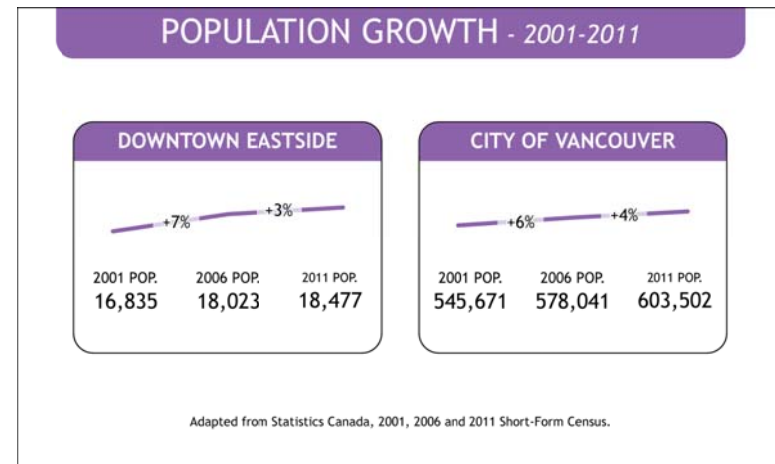 POPULATION GROWTH - 2001-2011
DOWNTOWN EASTSIDE
+7%
+3%
2001 POP.
2006 POP.
2011 POP.
16,835
18,023
18,477
CITY OF VANCOUVER
+6%
+4%
2001 POP.
2006 POP.
2011 POP.
545,671
578,041
603,502
Adapted from Statistics Canada, 2001, 2006 and 2011 Short-Form Census.